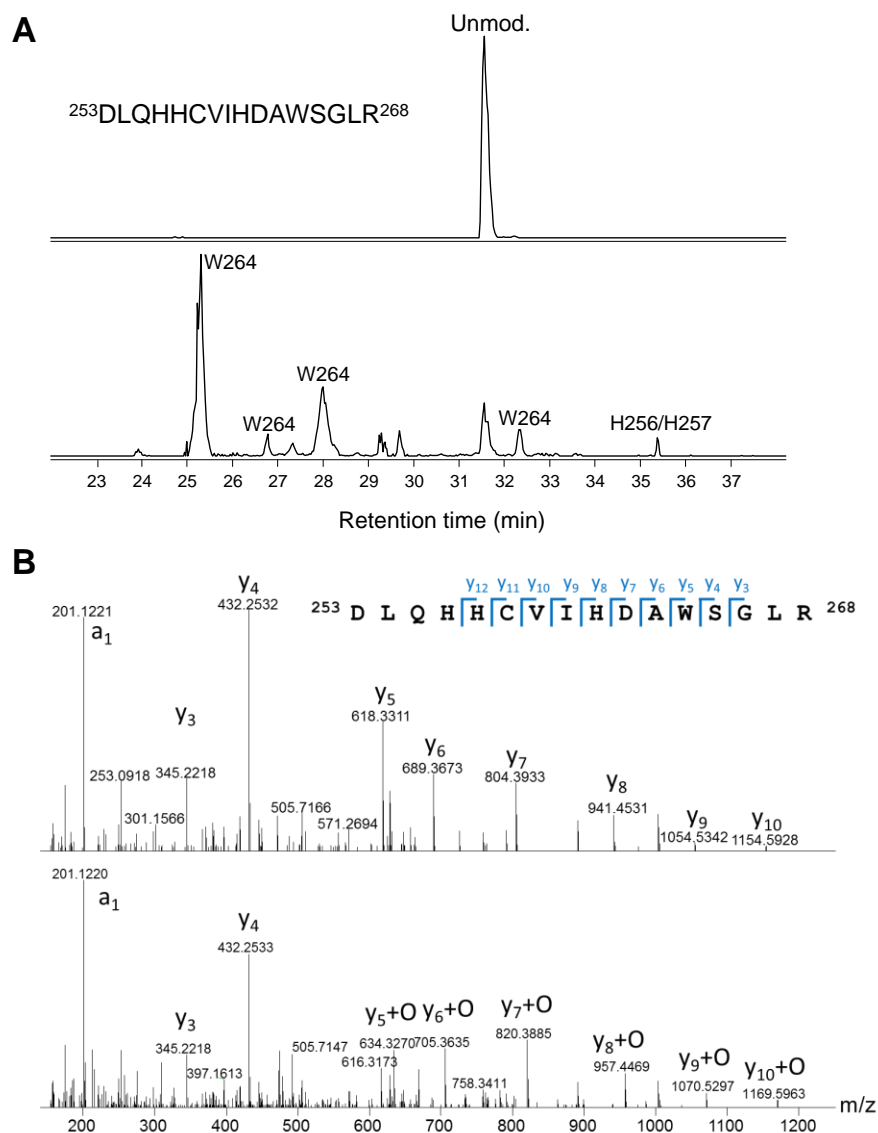 A
Unmod.
²⁵³DLQHHCVIHDAWSGLR²⁶⁸
W264
W264
W264
W264
H256/H257
23 24 25 26 27 28 29 30 31 32 33 34 35 36 37
Retention time (min)
B
y₁₂ y₁₁ y₁₀ y₉ y₈ y₇ y₆ y₅ y₄ y₃
²⁵³ D L Q H H C V I H D A W S G L R ²⁶⁸
201.1221
a₁
y₄
432.2532
y₃
345.2218
253.0918
301.1566
505.7166
571.2694
y₅
618.3311
y₆
689.3673
y₇
804.3933
y₈
941.4531
y₉
1054.5342
y₁₀
1154.5928
201.1220
a₁
y₄
432.2533
y₃
345.2218
397.1613
505.7147
y₅+O
634.3270
616.3173
y₆+O
705.3635
758.3411
y₇+O
820.3885
y₈+O
957.4469
y₉+O
1070.5297
y₁₀+O
1169.5963
200 300 400 500 600 700 800 900 1000 1100 1200
m/z